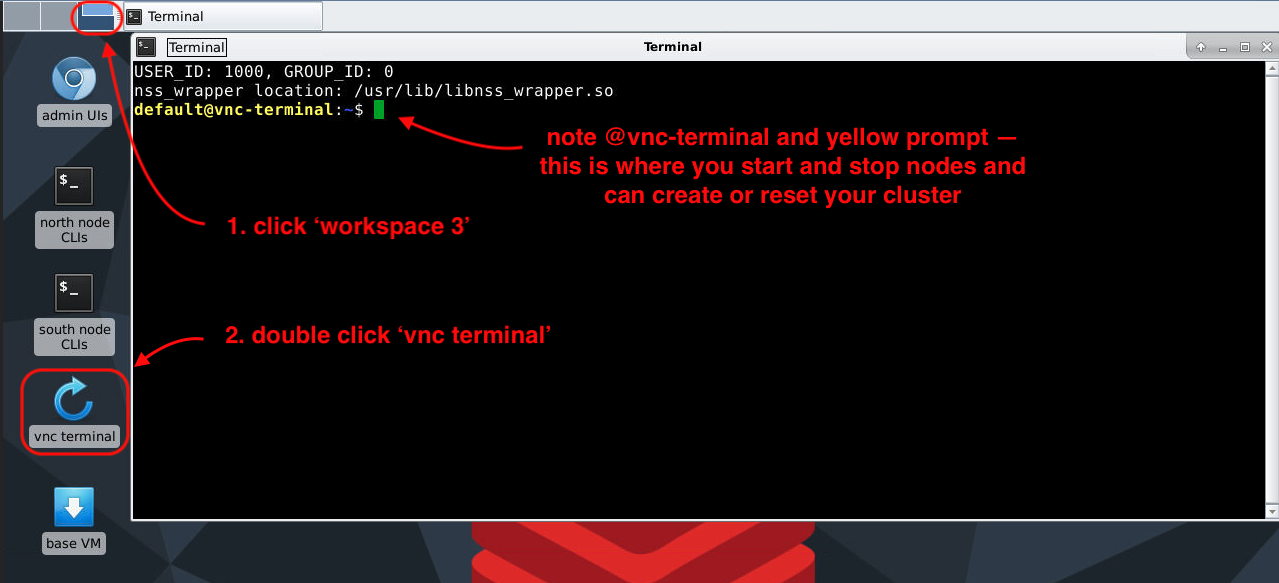 Terminal
Terminal
Terminal
USER_ID: 1000, GROUP_ID: 0
nss_wrapper location: /usr/lib/libnss_wrapper.so
default@vnc-terminal:~$
admin UIs
note @vnc-terminal and yellow prompt —
this is where you start and stop nodes and
can create or reset your cluster
$_
north node
CLIs
1. click ‘workspace 3’
$_
south node
CLIs
2. double click ‘vnc terminal’
vnc terminal
base VM